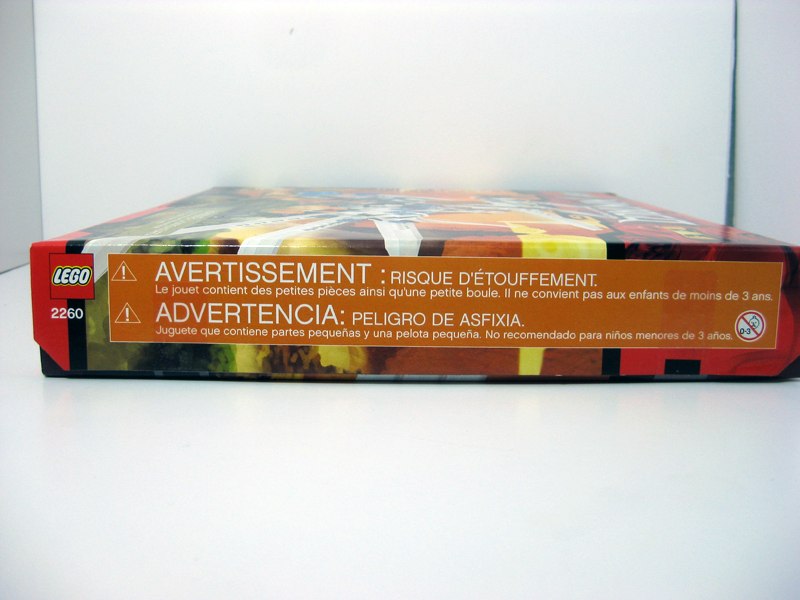 LEGO
2260
AVERTISSEMENT : RISQUE D'ÉTOUFFEMENT.
Le jouet contient des petites pièces ainsi qu'une petite boule. Il ne convient pas aux enfants de moins de 3 ans.
ADVERTENCIA: PELIGRO DE ASFIXIA.
Juguete que contiene partes pequeñas y una pelota pequeña. No recomendado para niños menores de 3 años.
0-3